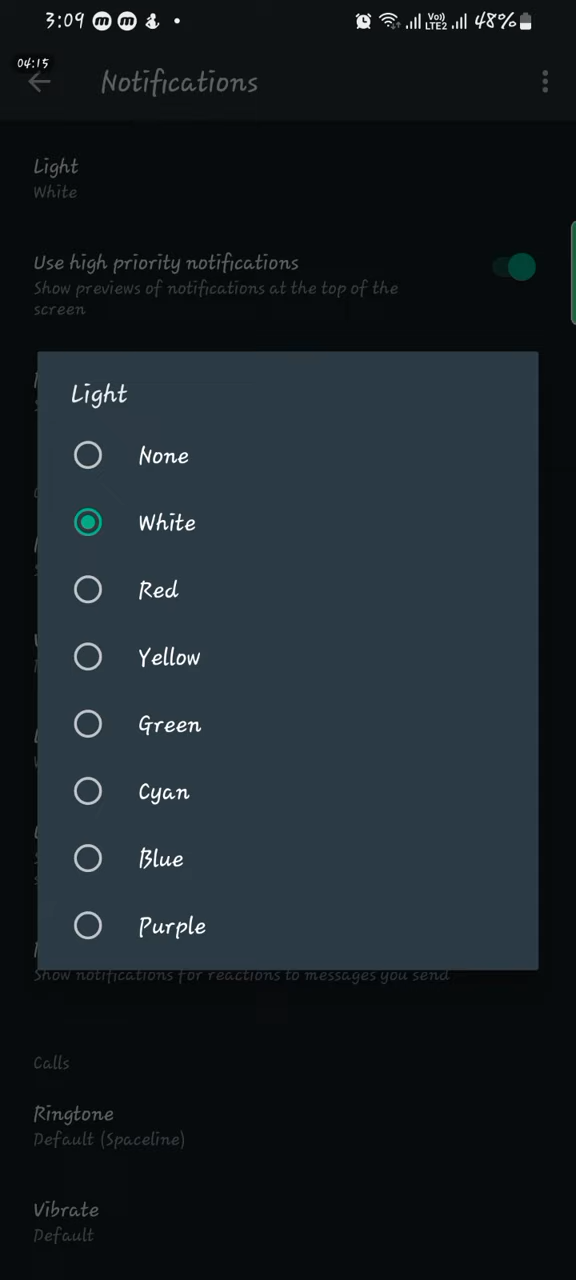 3:09
Vo))
LTE2
48%
04:15
Notifications
Light
White
Use high priority notifications
Show previews of notifications at the top of the
screen
Light
None
White
Red
Yellow
Green
Cyan
Blue
Purple
Show notifications for reactions to messages you send
Calls
Ringtone
Default (Spaceline)
Vibrate
Default